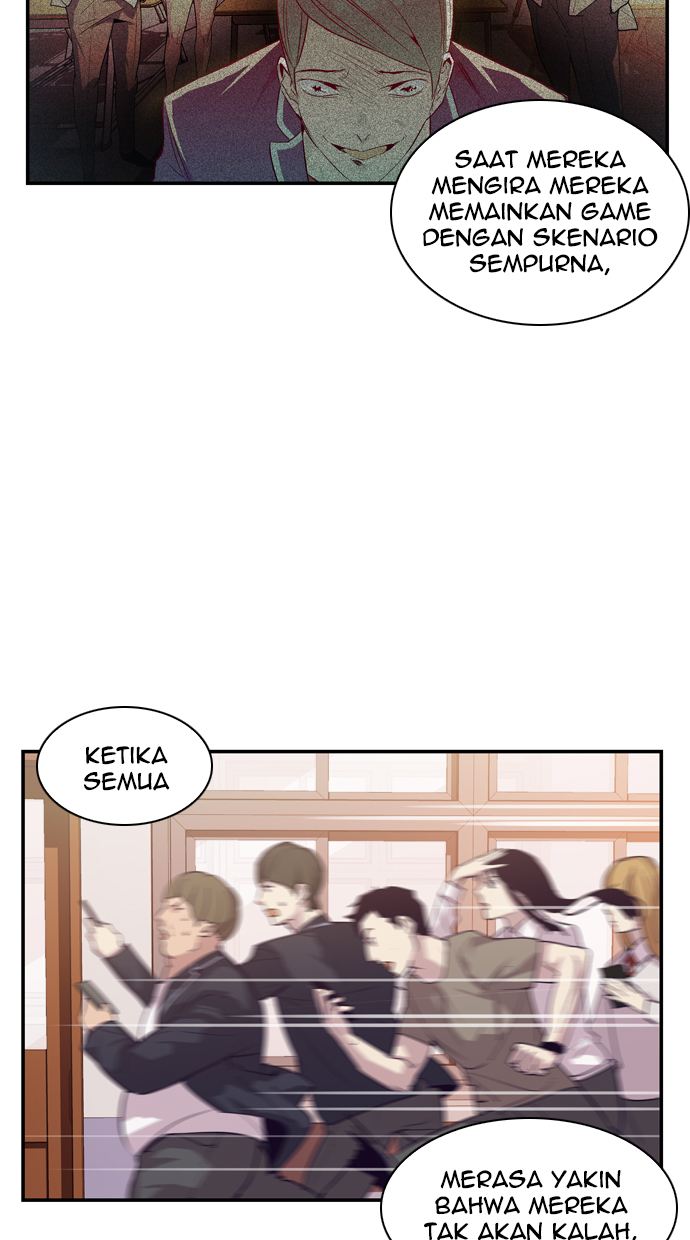 SAAT MEREKA
MENGIRA MEREKA
MEMAINKAN GAME
DENGAN SKENARIO
SEMPURNA,
KETIKA
SEMUA
MERASA YAKIN
BAHWA MEREKA
TAK AKAN KALAH,